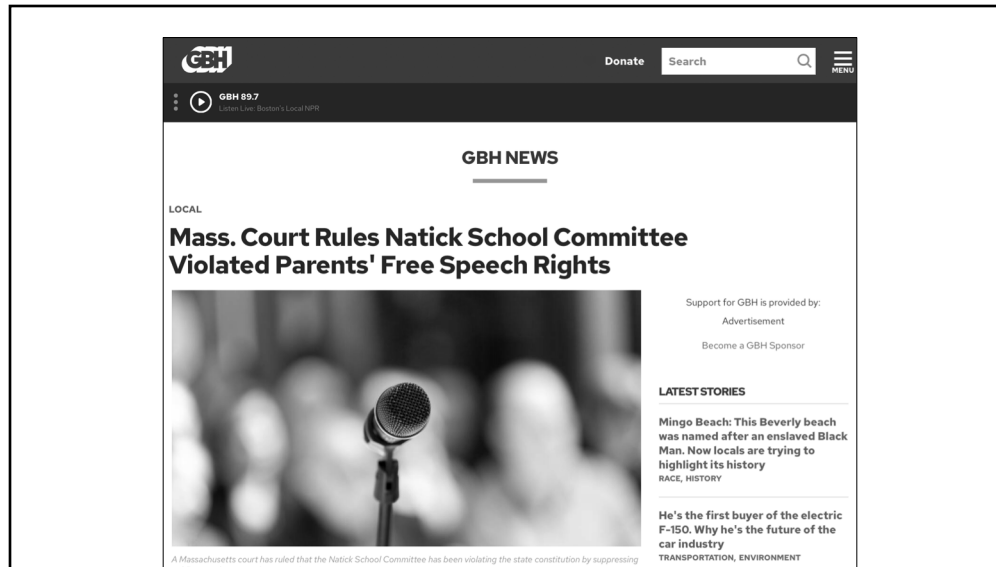 GBH
Donate
Search
MENU
GBH 89.7
Listen Live: Boston's Local NPR
GBH NEWS
LOCAL
Mass. Court Rules Natick School Committee
Violated Parents' Free Speech Rights
A Massachusetts court has ruled that the Natick School Committee has been violating the state constitution by suppressing
Support for GBH is provided by:
Advertisement
Become a GBH Sponsor
LATEST STORIES
Mingo Beach: This Beverly beach
was named after an enslaved Black
Man. Now locals are trying to
highlight its history
RACE, HISTORY
He's the first buyer of the electric
F-150. Why he's the future of the
car industry
TRANSPORTATION, ENVIRONMENT